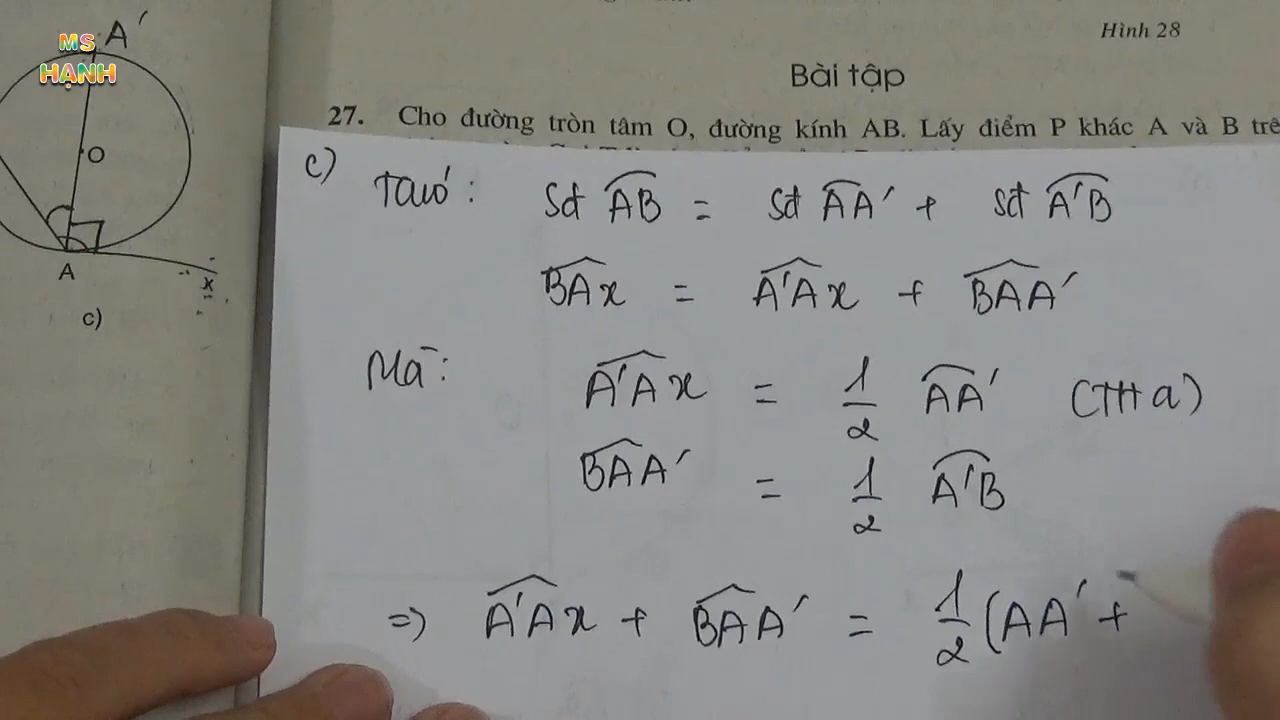 MS
HẠNH
A′
O
A
x
c)
Hình 28
Bài tập
27. Cho đường tròn tâm O, đường kính AB. Lấy điểm P khác A và B trê
c) Ta có: Sđ AB = Sđ AA′ + Sđ A′B
BAx = A′Ax + BAA′
Mà: A′Ax = 1/2 AA′ (TH a)
BAA′ = 1/2 A′B
=> A′Ax + BAA′ = 1/2 (AA′ +